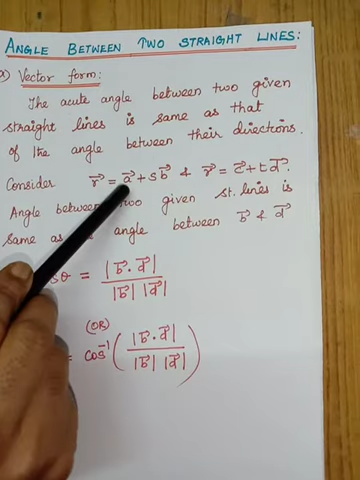 ANGLE BETWEEN TWO STRAIGHT LINES:
a) Vector form:
The acute angle between two given
straight lines is same as that
of the angle between their directions.
Consider r⃗ = a⃗ + s b⃗ & r⃗ = c⃗ + t d⃗.
Angle between two given st. lines is
same as angle between b⃗ & d⃗
sθ = |b⃗ · d⃗| / |b⃗| |d⃗|
(OR)
= cos⁻¹ ( |b⃗ · d⃗| / |b⃗| |d⃗| )